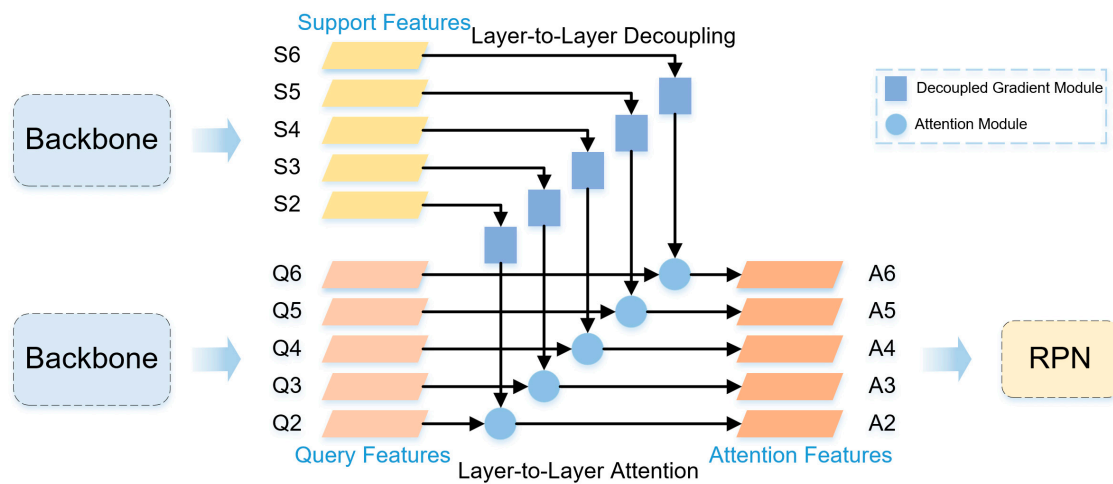 Support Features
Layer-to-Layer Decoupling
S6
S5
S4
S3
S2
Backbone
Decoupled Gradient Module
Attention Module
Q6
Q5
Q4
Q3
Q2
Backbone
A6
A5
A4
A3
A2
RPN
Query Features
Layer-to-Layer Attention
Attention Features